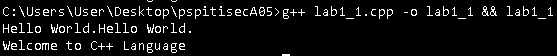 C:\Users\User\Desktop\pspitisecA05>g++ lab1_1.cpp -o lab1_1 && lab1_1
Hello World.Hello World.
Welcome to C++ Language